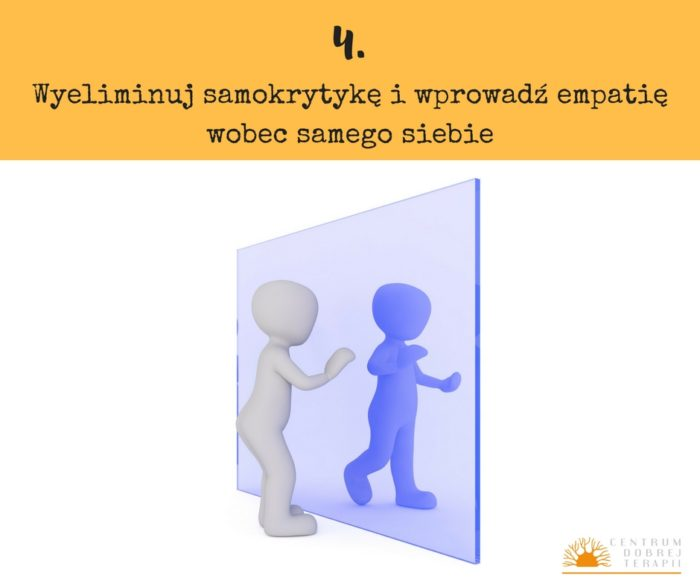 4.
Wyeliminuj samokrytykę i wprowadź empatię
wobec samego siebie
CENTRUM
DOBREJ
TERAPII